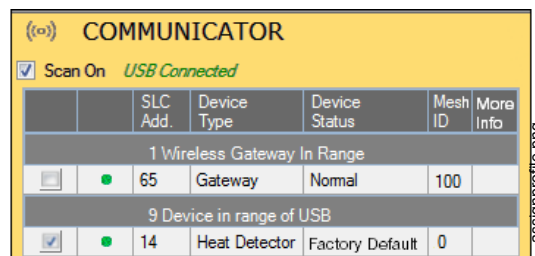 COMMUNICATOR
Scan On USB Connected
SLC Add. Device Type Device Status Mesh ID More Info
1 Wireless Gateway In Range
65 Gateway Normal 100
9 Device in range of USB
14 Heat Detector Factory Default 0